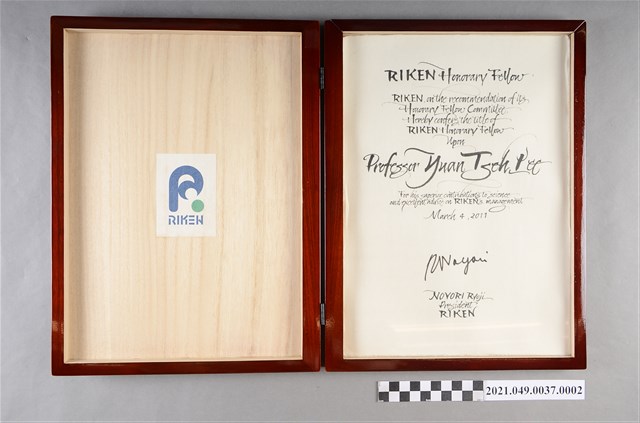 RIKEN
RIKEN Honorary Fellow
RIKEN on the recommendation of its
Honorary Fellow Committee
Hereby confers the title of
RIKEN Honorary Fellow
Upon
Professor Yuan Tseh Lee
For his superior contributions to science
and excellent advice on RIKEN's management
March 4, 2011
R Noyori
NOYORI Ryoji
President,
RIKEN
2021.049.0037.0002